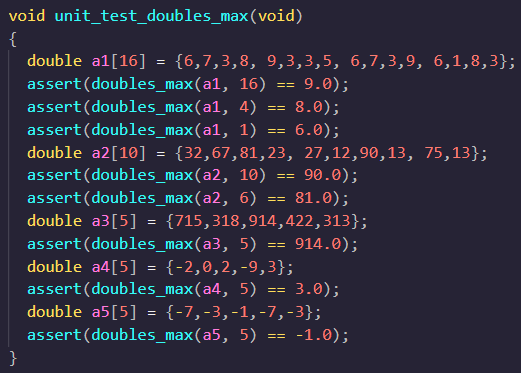 void unit_test_doubles_max(void)
{
  double a1[16] = {6,7,3,8, 9,3,3,5, 6,7,3,9, 6,1,8,3};
  assert(doubles_max(a1, 16) == 9.0);
  assert(doubles_max(a1, 4) == 8.0);
  assert(doubles_max(a1, 1) == 6.0);
  double a2[10] = {32,67,81,23, 27,12,90,13, 75,13};
  assert(doubles_max(a2, 10) == 90.0);
  assert(doubles_max(a2, 6) == 81.0);
  double a3[5] = {715,318,914,422,313};
  assert(doubles_max(a3, 5) == 914.0);
  double a4[5] = {-2,0,2,-9,3};
  assert(doubles_max(a4, 5) == 3.0);
  double a5[5] = {-7,-3,-1,-7,-3};
  assert(doubles_max(a5, 5) == -1.0);
}